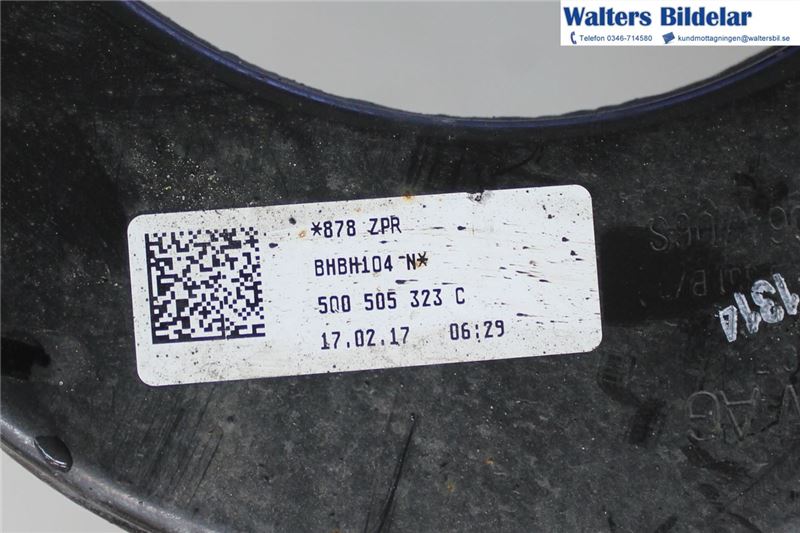 Walters Bildelar
Telefon 0346-714580 kundmottagningen@waltersbil.se
*878 ZPR
BHBH104 N*
5Q0 505 323 C
17.02.17 06:29
1314
AG